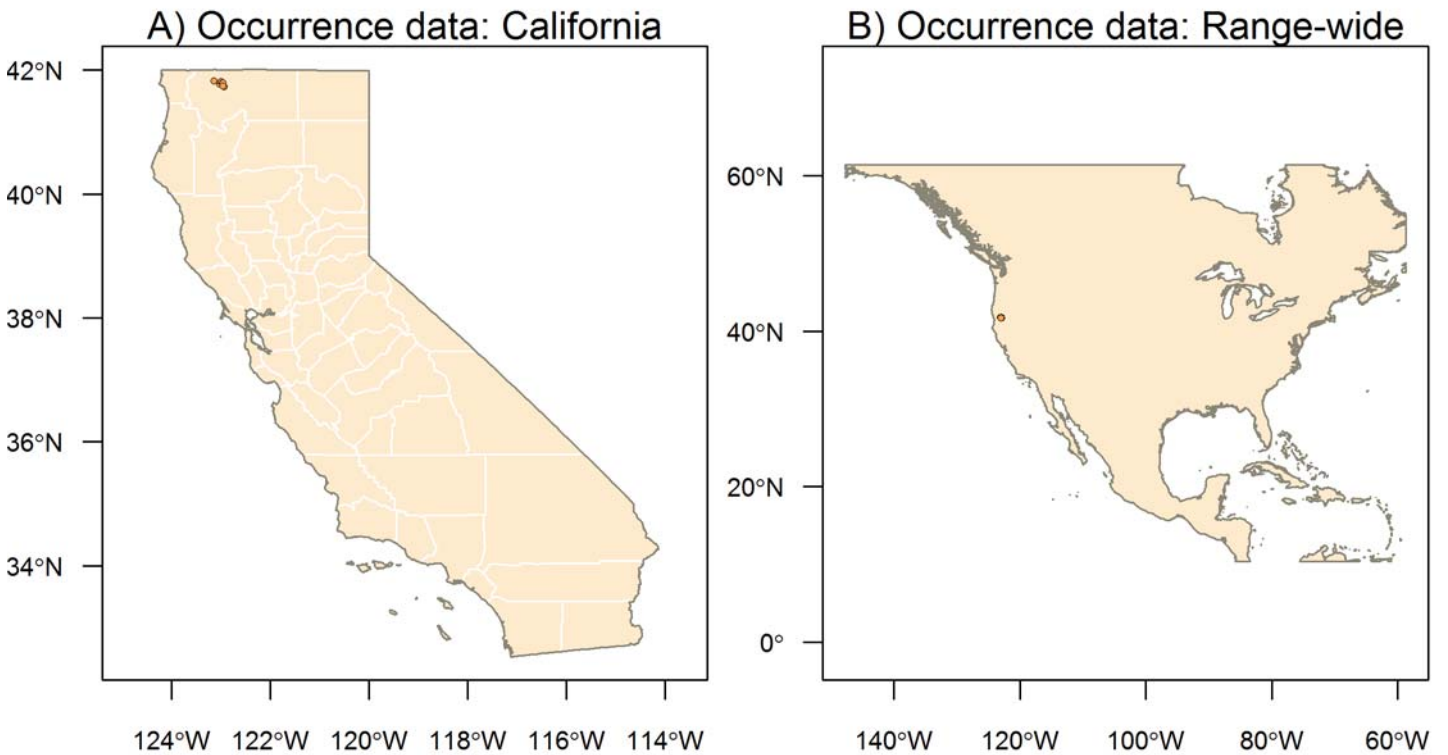 A) Occurrence data: California
42°N
40°N
38°N
36°N
34°N
124°W 122°W 120°W 118°W 116°W 114°W
B) Occurrence data: Range-wide
60°N
40°N
20°N
0°
140°W 120°W 100°W 80°W 60°W